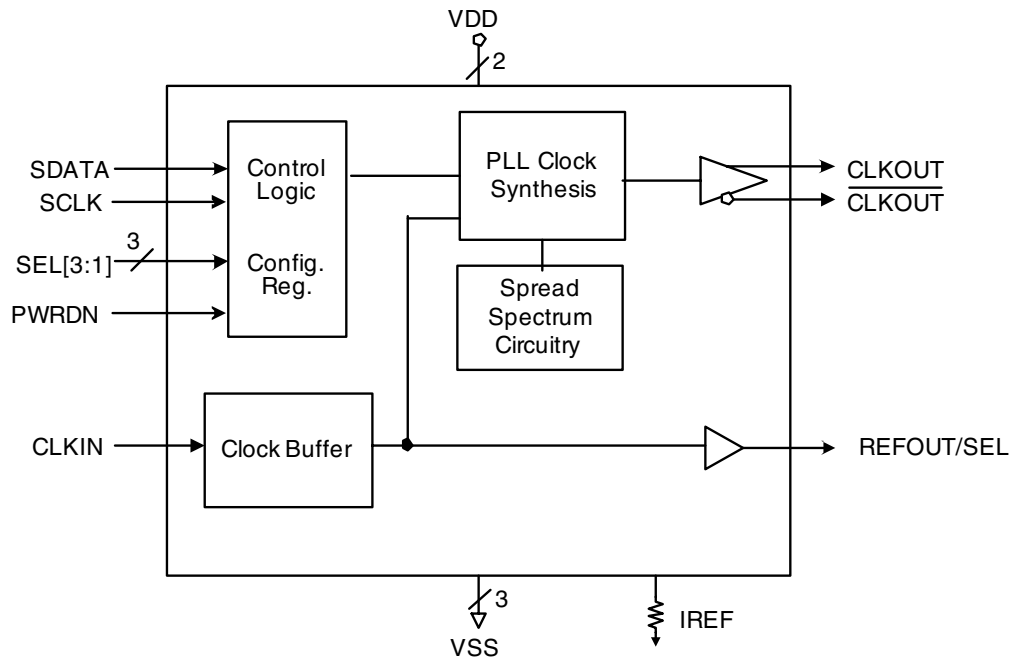 VDD
2
SDATA
SCLK
3
SEL[3:1]
PWRDN
Control
Logic
Config.
Reg.
PLL Clock
Synthesis
Spread
Spectrum
Circuitry
CLKOUT
CLKOUT
CLKIN
Clock Buffer
REFOUT/SEL
3
VSS
IREF